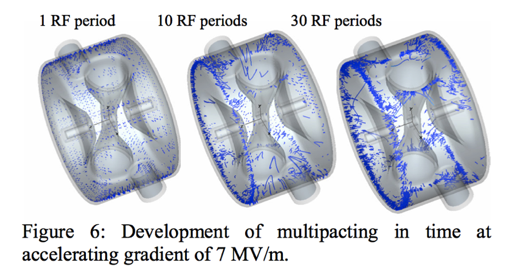 1 RF period 10 RF periods 30 RF periods
Figure 6: Development of multipacting in time at
accelerating gradient of 7 MV/m.